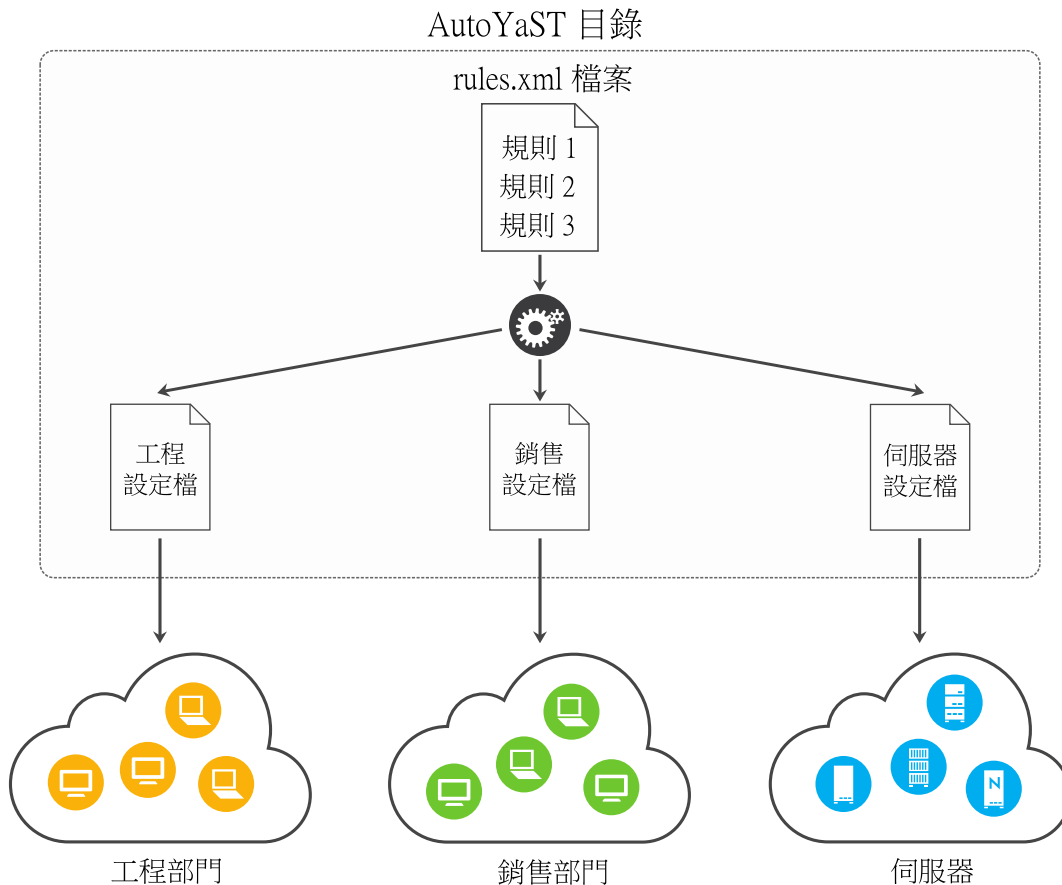 AutoYaST 目錄
rules.xml 檔案
規則 1
規則 2
規則 3
工程
設定檔
銷售
設定檔
伺服器
設定檔
工程部門
銷售部門
伺服器
N